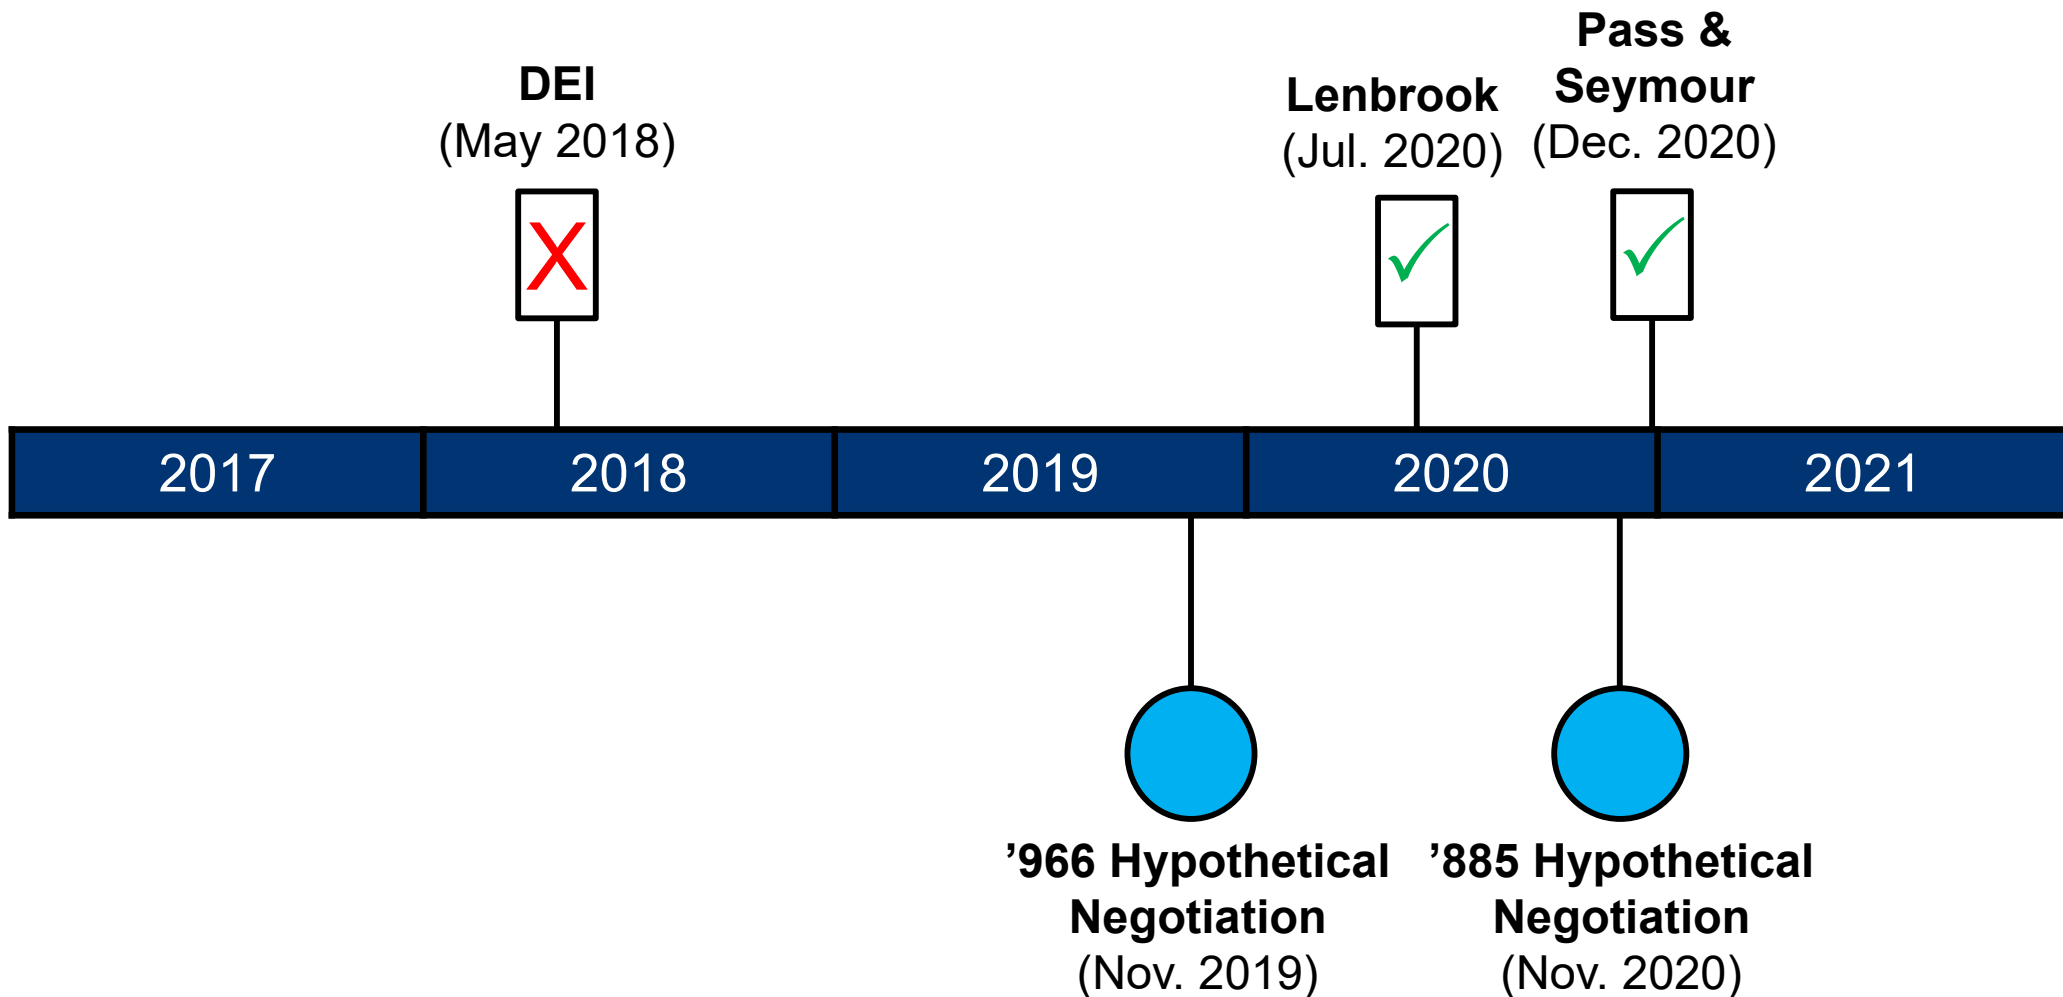 DEI
(May 2018)
Lenbrook
(Jul. 2020)
Pass &
Seymour
(Dec. 2020)
X
✓
✓
2017
2018
2019
2020
2021
’966 Hypothetical
Negotiation
(Nov. 2019)
’885 Hypothetical
Negotiation
(Nov. 2020)